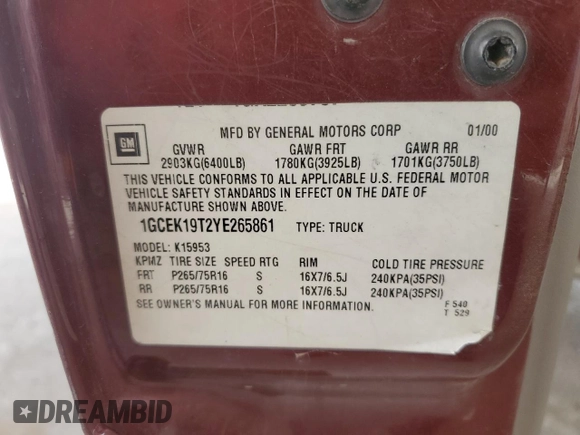 MFD BY GENERAL MOTORS CORP 01/00
GM
GVWR GAWR FRT GAWR RR
2903KG(6400LB) 1780KG(3925LB) 1701KG(3750LB)
THIS VEHICLE CONFORMS TO ALL APPLICABLE U.S. FEDERAL MOTOR
VEHICLE SAFETY STANDARDS IN EFFECT ON THE DATE OF
MANUFACTURE SHOWN ABOVE.
1GCEK19T2YE265861 TYPE: TRUCK
MODEL: K15953
KPMZ TIRE SIZE SPEED RTG RIM COLD TIRE PRESSURE
FRT P265/75R16 S 16X7/6.5J 240KPA(35PSI)
RR P265/75R16 S 16X7/6.5J 240KPA(35PSI)
SEE OWNER'S MANUAL FOR MORE INFORMATION.
F 540
T 529
DREAMBID